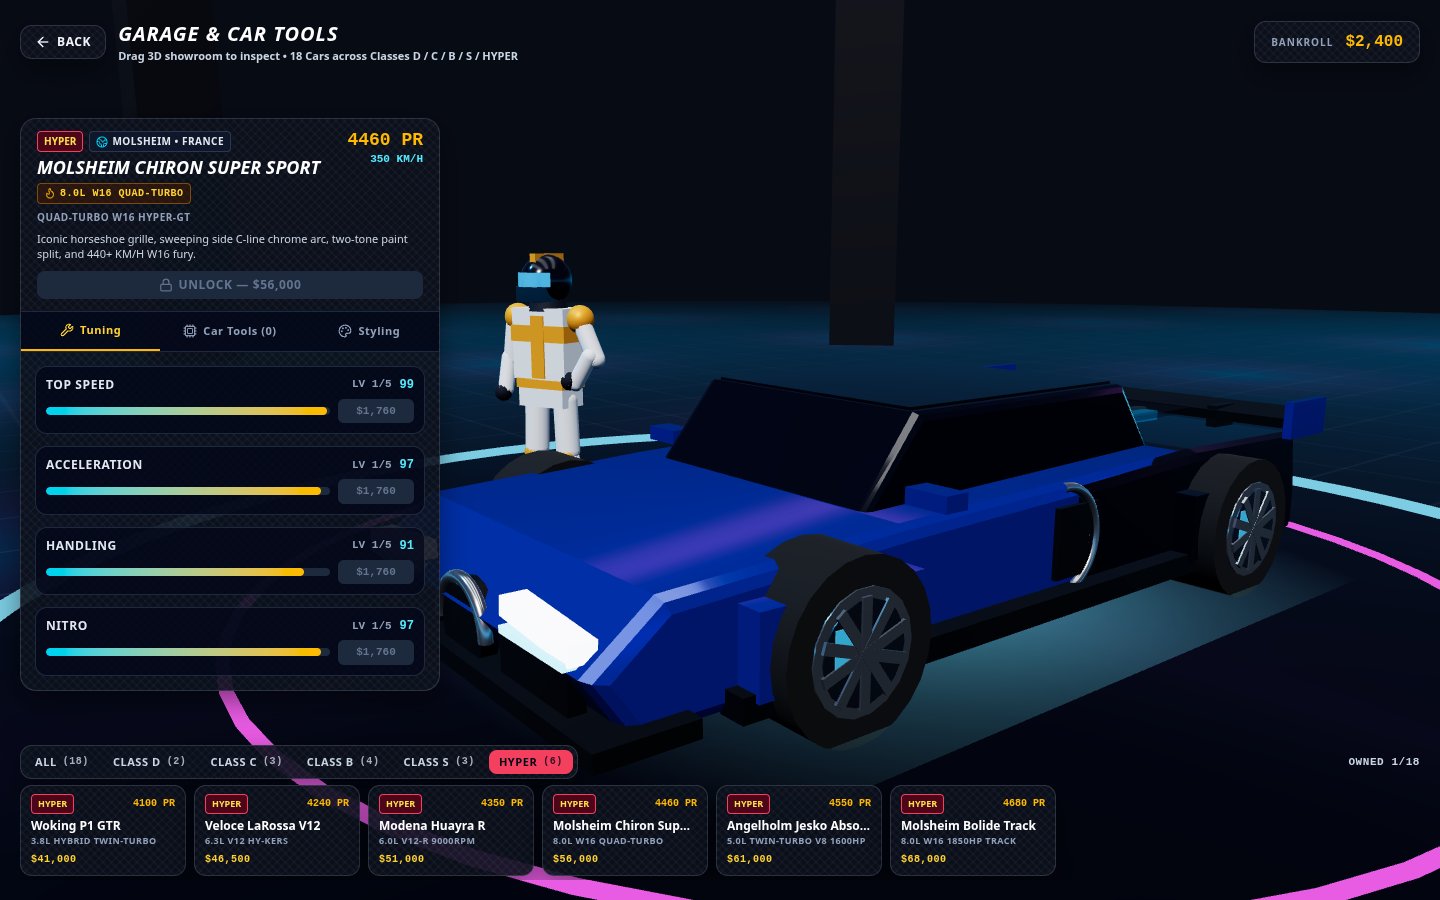 BACK
GARAGE & CAR TOOLS
Drag 3D showroom to inspect • 18 Cars across Classes D / C / B / S / HYPER
BANKROLL $2,400
HYPER MOLSHEIM • FRANCE 4460 PR
350 KM/H
MOLSHEIM CHIRON SUPER SPORT
8.0L W16 QUAD-TURBO
QUAD-TURBO W16 HYPER-GT
Iconic horseshoe grille, sweeping side C-line chrome arc, two-tone paint
split, and 440+ KM/H W16 fury.
UNLOCK — $56,000
Tuning Car Tools (0) Styling
TOP SPEED LV 1/5 99
$1,760
ACCELERATION LV 1/5 97
$1,760
HANDLING LV 1/5 91
$1,760
NITRO LV 1/5 97
$1,760
ALL (18) CLASS D (2) CLASS C (3) CLASS B (4) CLASS S (3) HYPER (6)
OWNED 1/18
HYPER 4100 PR
Woking P1 GTR
3.8L HYBRID TWIN-TURBO
$41,000
HYPER 4240 PR
Veloce LaRossa V12
6.3L V12 HY-KERS
$46,500
HYPER 4350 PR
Modena Huayra R
6.0L V12-R 9000RPM
$51,000
HYPER 4460 PR
Molsheim Chiron Sup...
8.0L W16 QUAD-TURBO
$56,000
HYPER 4550 PR
Angelholm Jesko Abso...
5.0L TWIN-TURBO V8 1600HP
$61,000
HYPER 4680 PR
Molsheim Bolide Track
8.0L W16 1850HP TRACK
$68,000